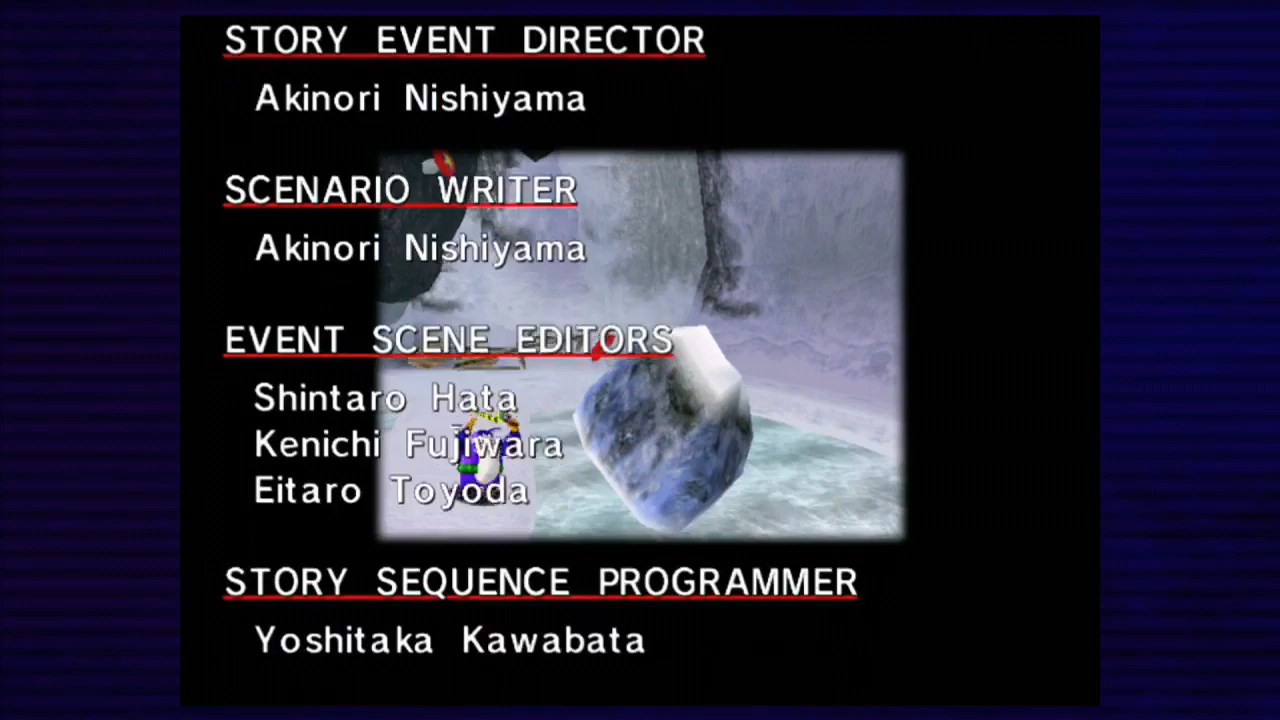 STORY EVENT DIRECTOR
Akinori Nishiyama
SCENARIO WRITER
Akinori Nishiyama
EVENT SCENE EDITORS
Shintaro Hata
Kenichi Fujiwara
Eitaro Toyoda
STORY SEQUENCE PROGRAMMER
Yoshitaka Kawabata